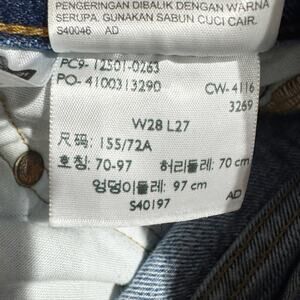 PENGERINGAN DIBALIK DENGAN WARNA
SERUPA. GUNAKAN SABUN CUCI CAIR.
S40046 AD
PC9- 12501-0263
PO- 4100313290 CW- 4116
3269
W28 L27
尺码: 155/72A
호칭: 70-97 허리둘레: 70 cm
엉덩이둘레: 97 cm
S40197 AD